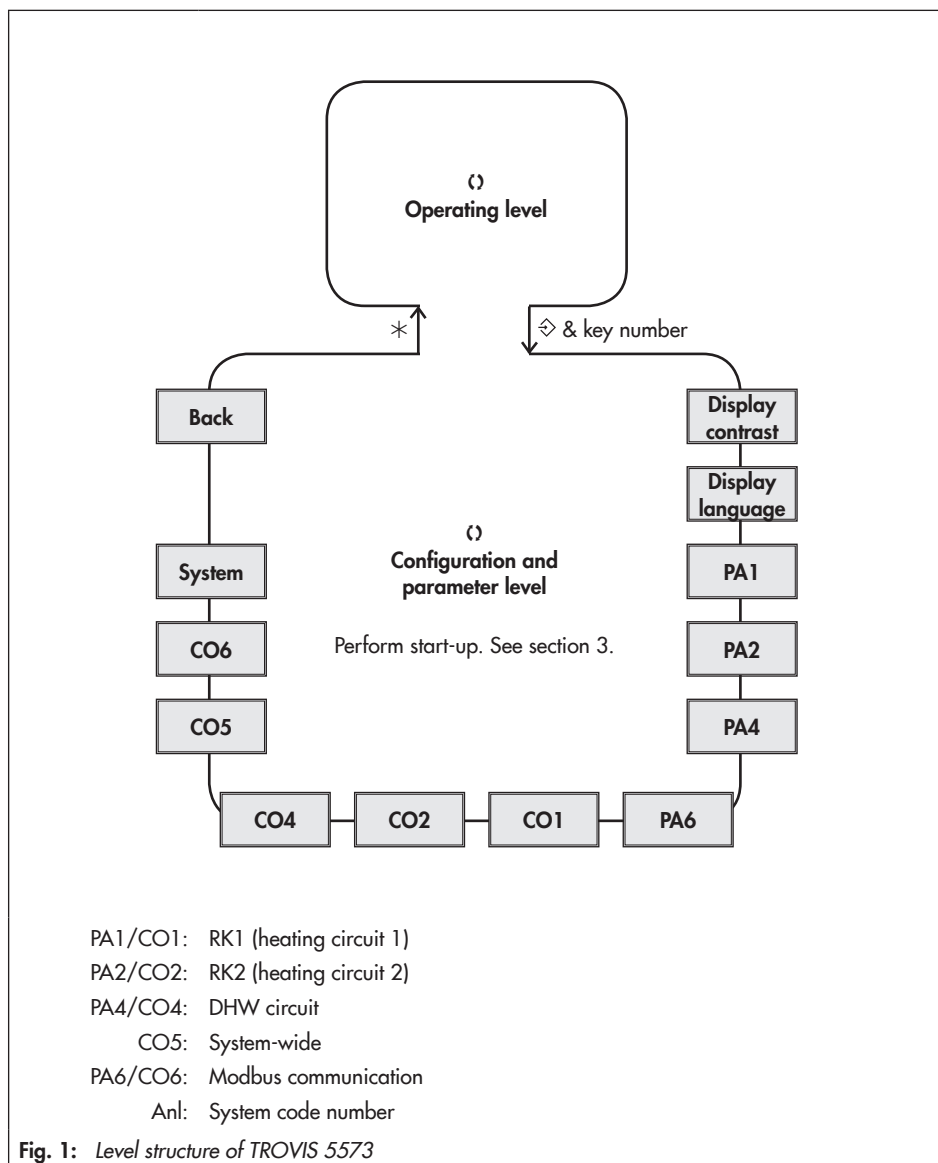 Operating level
* & key number
Back
Display
contrast
Display
language
System
Configuration and
parameter level
PA1
CO6
Perform start-up. See section 3.
PA2
CO5
PA4
CO4
CO2
CO1
PA6
PA1/CO1: RK1 (heating circuit 1)
PA2/CO2: RK2 (heating circuit 2)
PA4/CO4: DHW circuit
CO5: System-wide
PA6/CO6: Modbus communication
Anl: System code number
Fig. 1: Level structure of TROVIS 5573